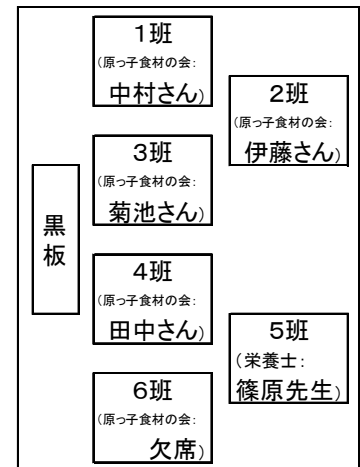 1班
(原っ子食材の会:
中村さん)
2班
(原っ子食材の会:
伊藤さん)
3班
(原っ子食材の会:
菊池さん)
黒板
4班
(原っ子食材の会:
田中さん)
5班
(栄養士:
篠原先生)
6班
(原っ子食材の会:
欠席)